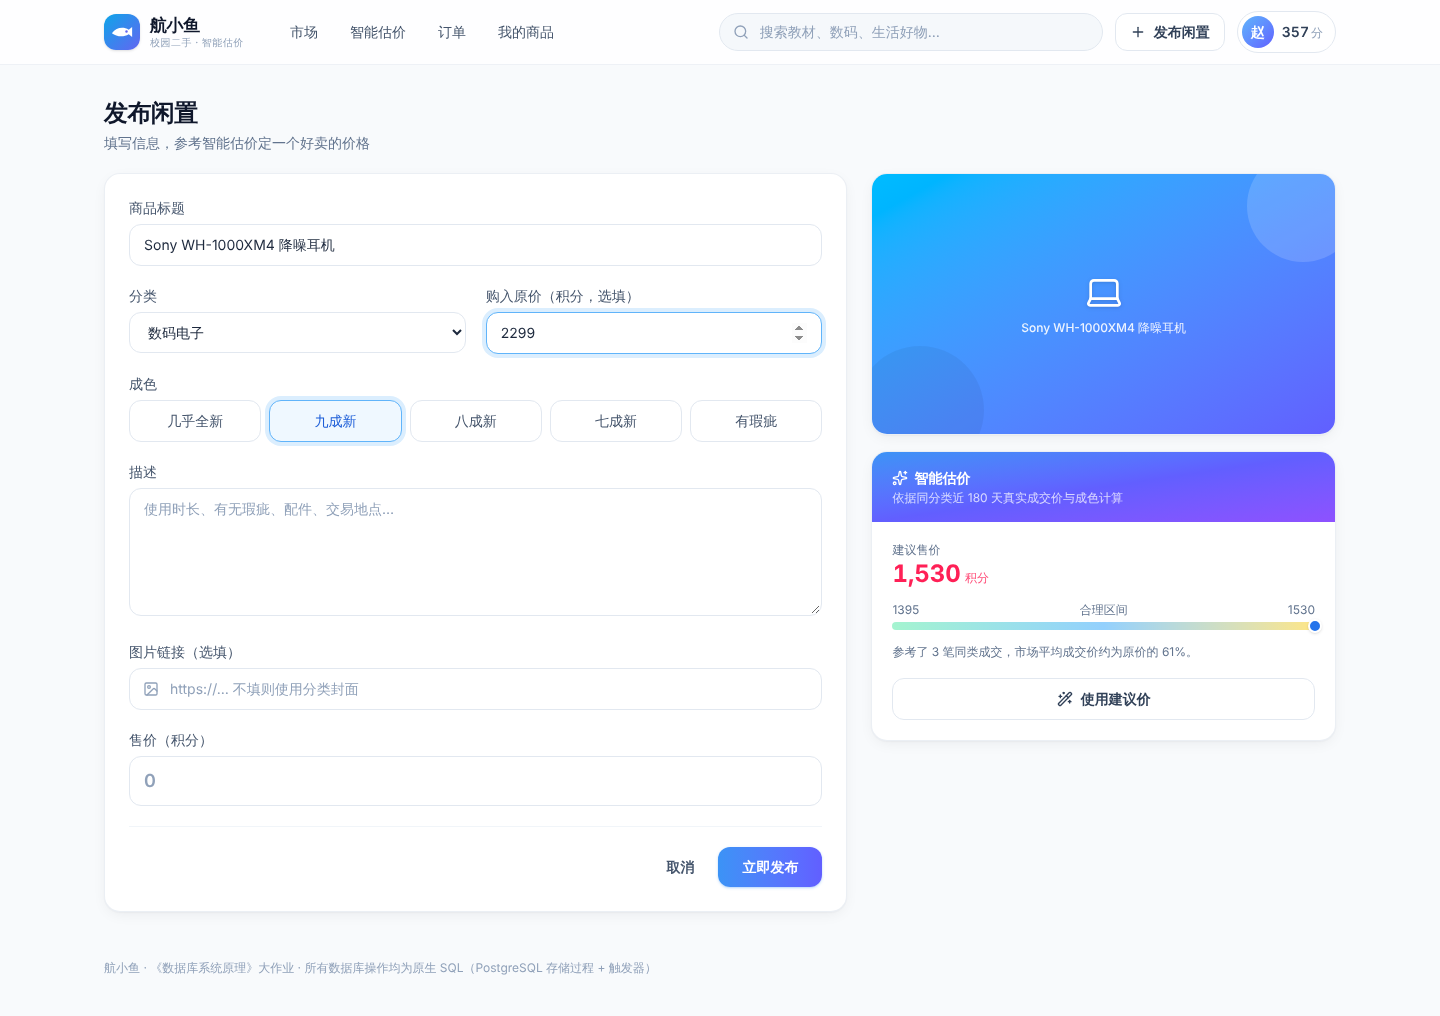 航小鱼
校园二手 · 智能估价
市场
智能估价
订单
我的商品
搜索教材、数码、生活好物...
发布闲置
赵
357分
发布闲置
填写信息，参考智能估价定一个好卖的价格
商品标题
Sony WH-1000XM4 降噪耳机
分类
购入原价（积分，选填）
数码电子
2299
成色
几乎全新
九成新
八成新
七成新
有瑕疵
描述
使用时长、有无瑕疵、配件、交易地点...
图片链接（选填）
https://... 不填则使用分类封面
售价（积分）
0
取消
立即发布
Sony WH-1000XM4 降噪耳机
智能估价
依据同分类近 180 天真实成交价与成色计算
建议售价
1,530 积分
1395
合理区间
1530
参考了 3 笔同类成交，市场平均成交价约为原价的 61%。
使用建议价
航小鱼 · 《数据库系统原理》大作业 · 所有数据库操作均为原生 SQL（PostgreSQL 存储过程 + 触发器）